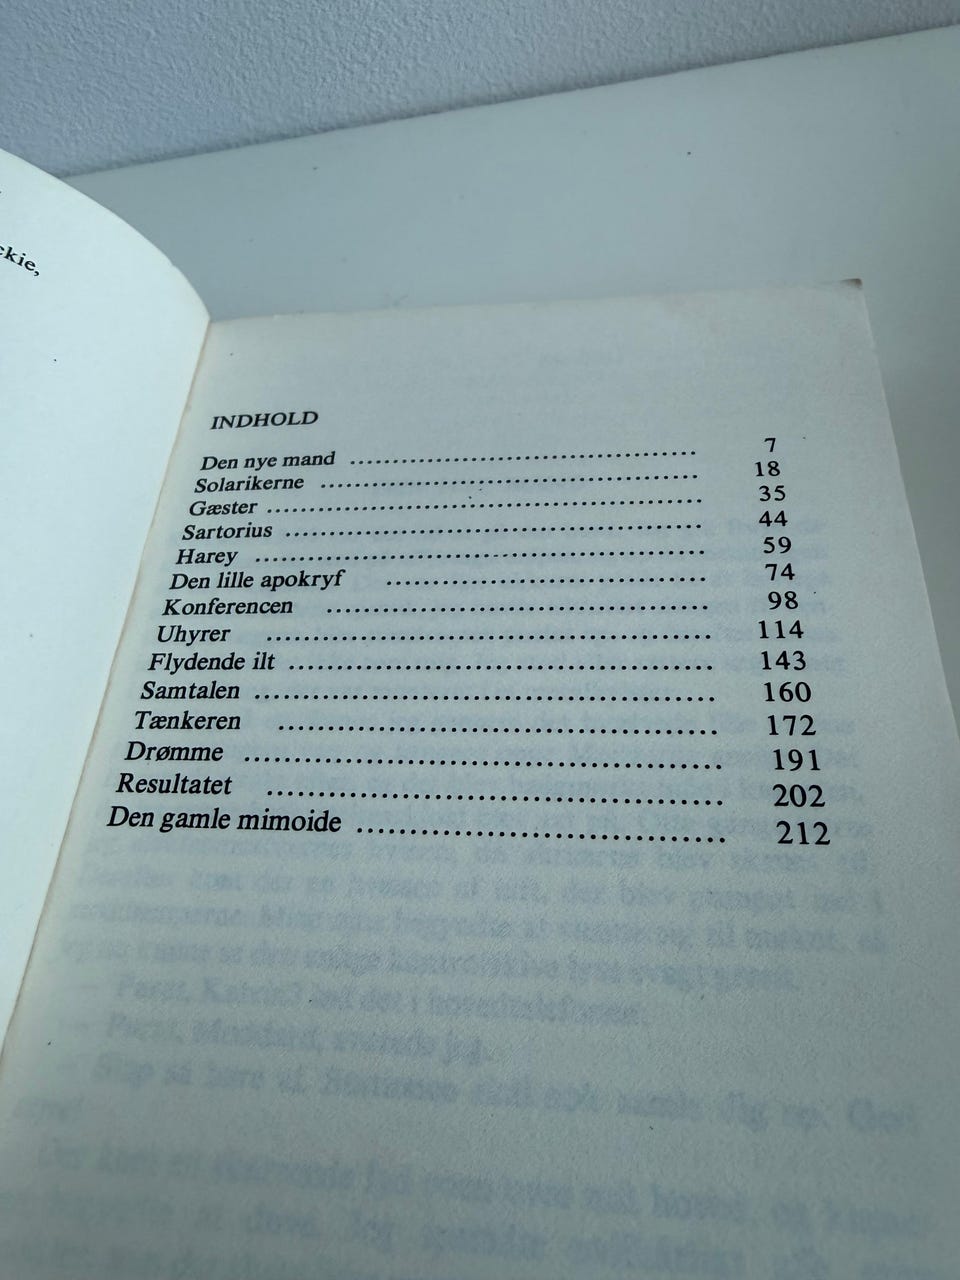 ckie,
INDHOLD
Den nye mand ........................................ 7
Solarikerne ........................................ 18
Gæster ........................................ 35
Sartorius ........................................ 44
Harey ........................................ 59
Den lille apokryf ........................................ 74
Konferencen ........................................ 98
Uhyrer ........................................ 114
Flydende ilt ........................................ 143
Samtalen ........................................ 160
Tænkeren ........................................ 172
Drømme ........................................ 191
Resultatet ........................................ 202
Den gamle mimoide ........................................ 212